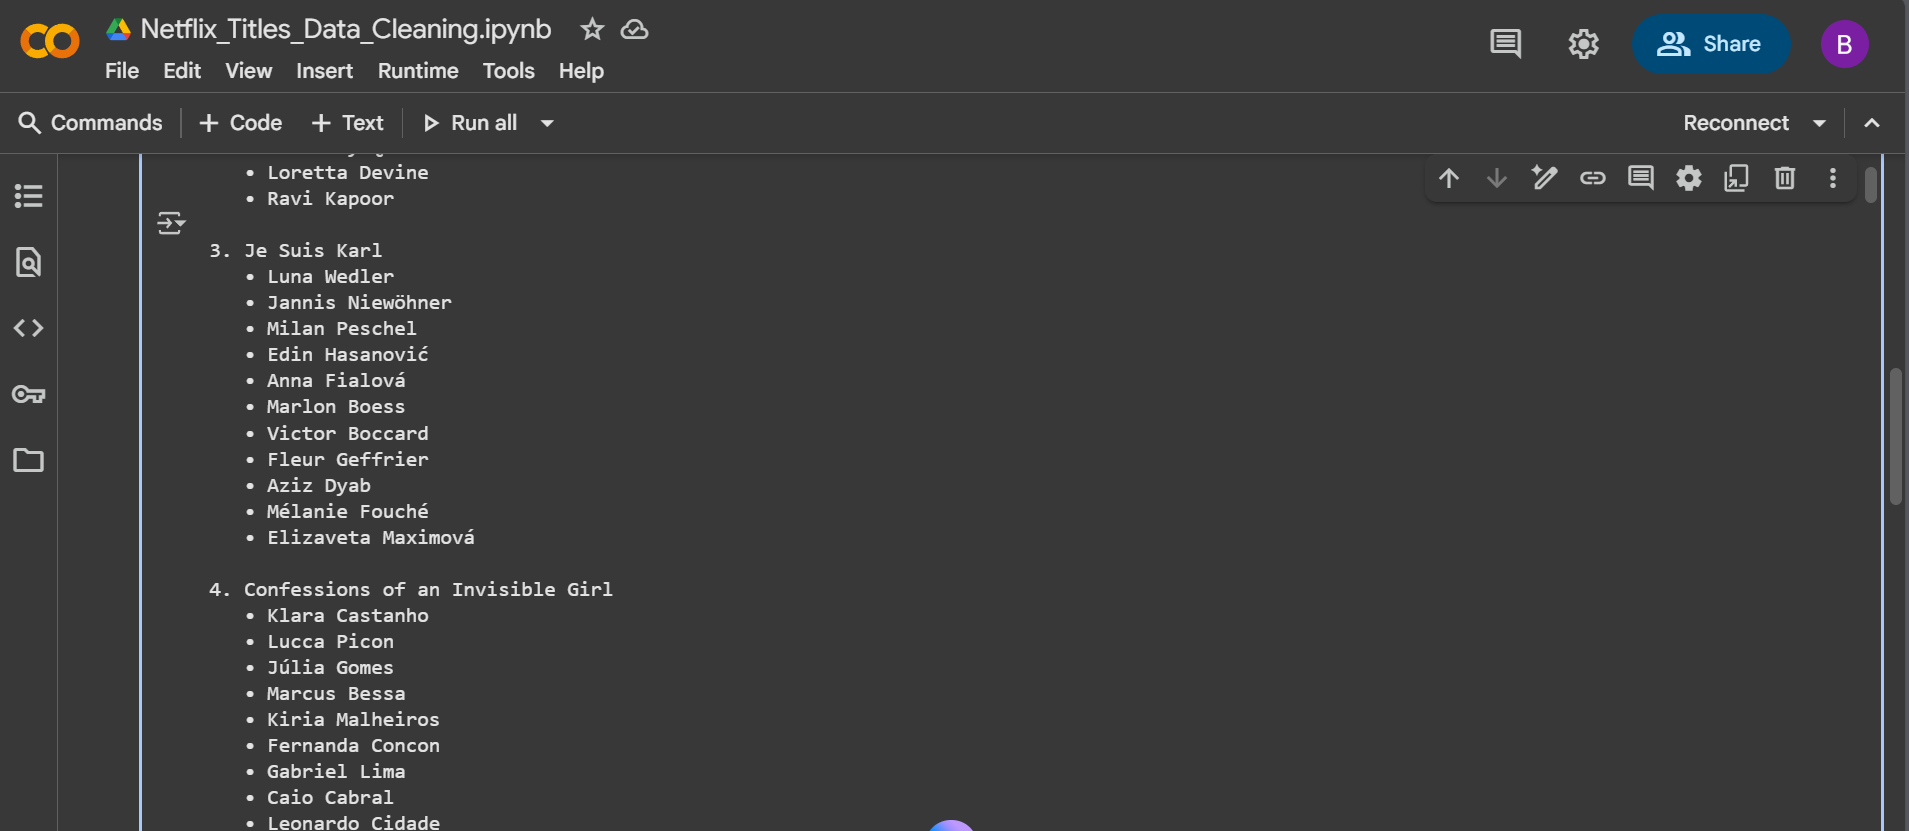 Netflix_Titles_Data_Cleaning.ipynb
File Edit View Insert Runtime Tools Help
Share
B
Commands + Code + Text Run all
Reconnect
• Loretta Devine
• Ravi Kapoor
3. Je Suis Karl
• Luna Wedler
• Jannis Niewöhner
• Milan Peschel
• Edin Hasanović
• Anna Fialová
• Marlon Boess
• Victor Boccard
• Fleur Geffrier
• Aziz Dyab
• Mélanie Fouché
• Elizaveta Maximová
4. Confessions of an Invisible Girl
• Klara Castanho
• Lucca Picon
• Júlia Gomes
• Marcus Bessa
• Kiria Malheiros
• Fernanda Concon
• Gabriel Lima
• Caio Cabral
• Leonardo Cidade